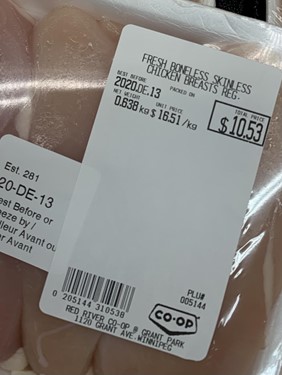 FRESH BONELESS SKINLESS
CHICKEN BREASTS REG.
BEST BEFORE
PACKED ON
2020.DE.13
NET WEIGHT
UNIT PRICE
TOTAL PRICE
0.638 kg $16.51/kg
$10.53
Est. 281
20-DE-13
est Before or
eeze by /
illeur Avant ou
er Avant
PLU#
005144
0 205144 310538
CO-OP
RED RIVER CO-OP @ GRANT PARK
1120 GRANT AVE.WINNIPEG